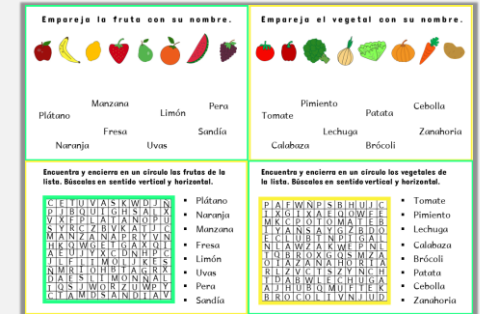 Empareja la fruta con su nombre.
Plátano
Manzana
Limón
Pera
Fresa
Sandía
Naranja
Uvas
Empareja el vegetal con su nombre.
Tomate
Pimiento
Patata
Cebolla
Lechuga
Zanahoria
Calabaza
Brócoli
Encuentra y encierra en un círculo las frutas de la
lista. Búscalas en sentido vertical y horizontal.
Plátano
Naranja
Manzana
Fresa
Limón
Uvas
Pera
Sandía
Encuentra y encierra en un círculo los vegetales de
la lista. Búscalos en sentido vertical y horizontal.
P A F W Ñ P S B H U J C
I X G I X A E Q O W F E
M K C P O T O M A T E B
I Y A N S A Y G Z B D O
E C L U B T N P I G A L
N L A W Z A K W E P N L
T Q B R O X G Q S M Z A
O I A Z A N A H O R I A
R L Z V C T S Z Y N C H
T D A B W L E C H U G A
A J H U B Q M U F T E K
B R O C O L I V N J U D
Tomate
Pimiento
Lechuga
Calabaza
Brócoli
Patata
Cebolla
Zanahoria